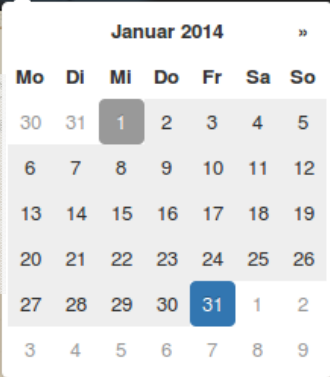 Januar 2014 »
Mo Di Mi Do Fr Sa So
30 31 1 2 3 4 5
6 7 8 9 10 11 12
13 14 15 16 17 18 19
20 21 22 23 24 25 26
27 28 29 30 31 1 2
3 4 5 6 7 8 9